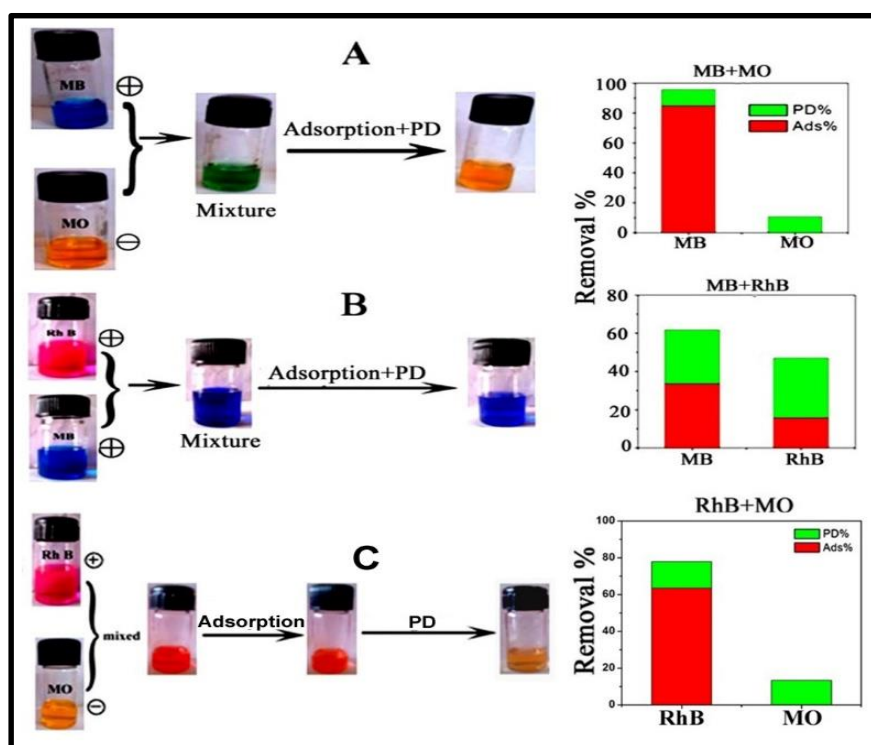 A
MB
⊕
MO
⊖
Mixture
Adsorption+PD
MB+MO
Removal %
100
80
60
40
20
0
PD%
Ads%
MB
MO
B
Rh B
⊕
MB
⊕
Mixture
Adsorption+PD
MB+RhB
80
60
40
20
0
MB
RhB
C
Rh B
⊕
MO
⊖
mixed
Adsorption
PD
RhB+MO
Removal %
100
80
60
40
20
0
PD%
Ads%
RhB
MO